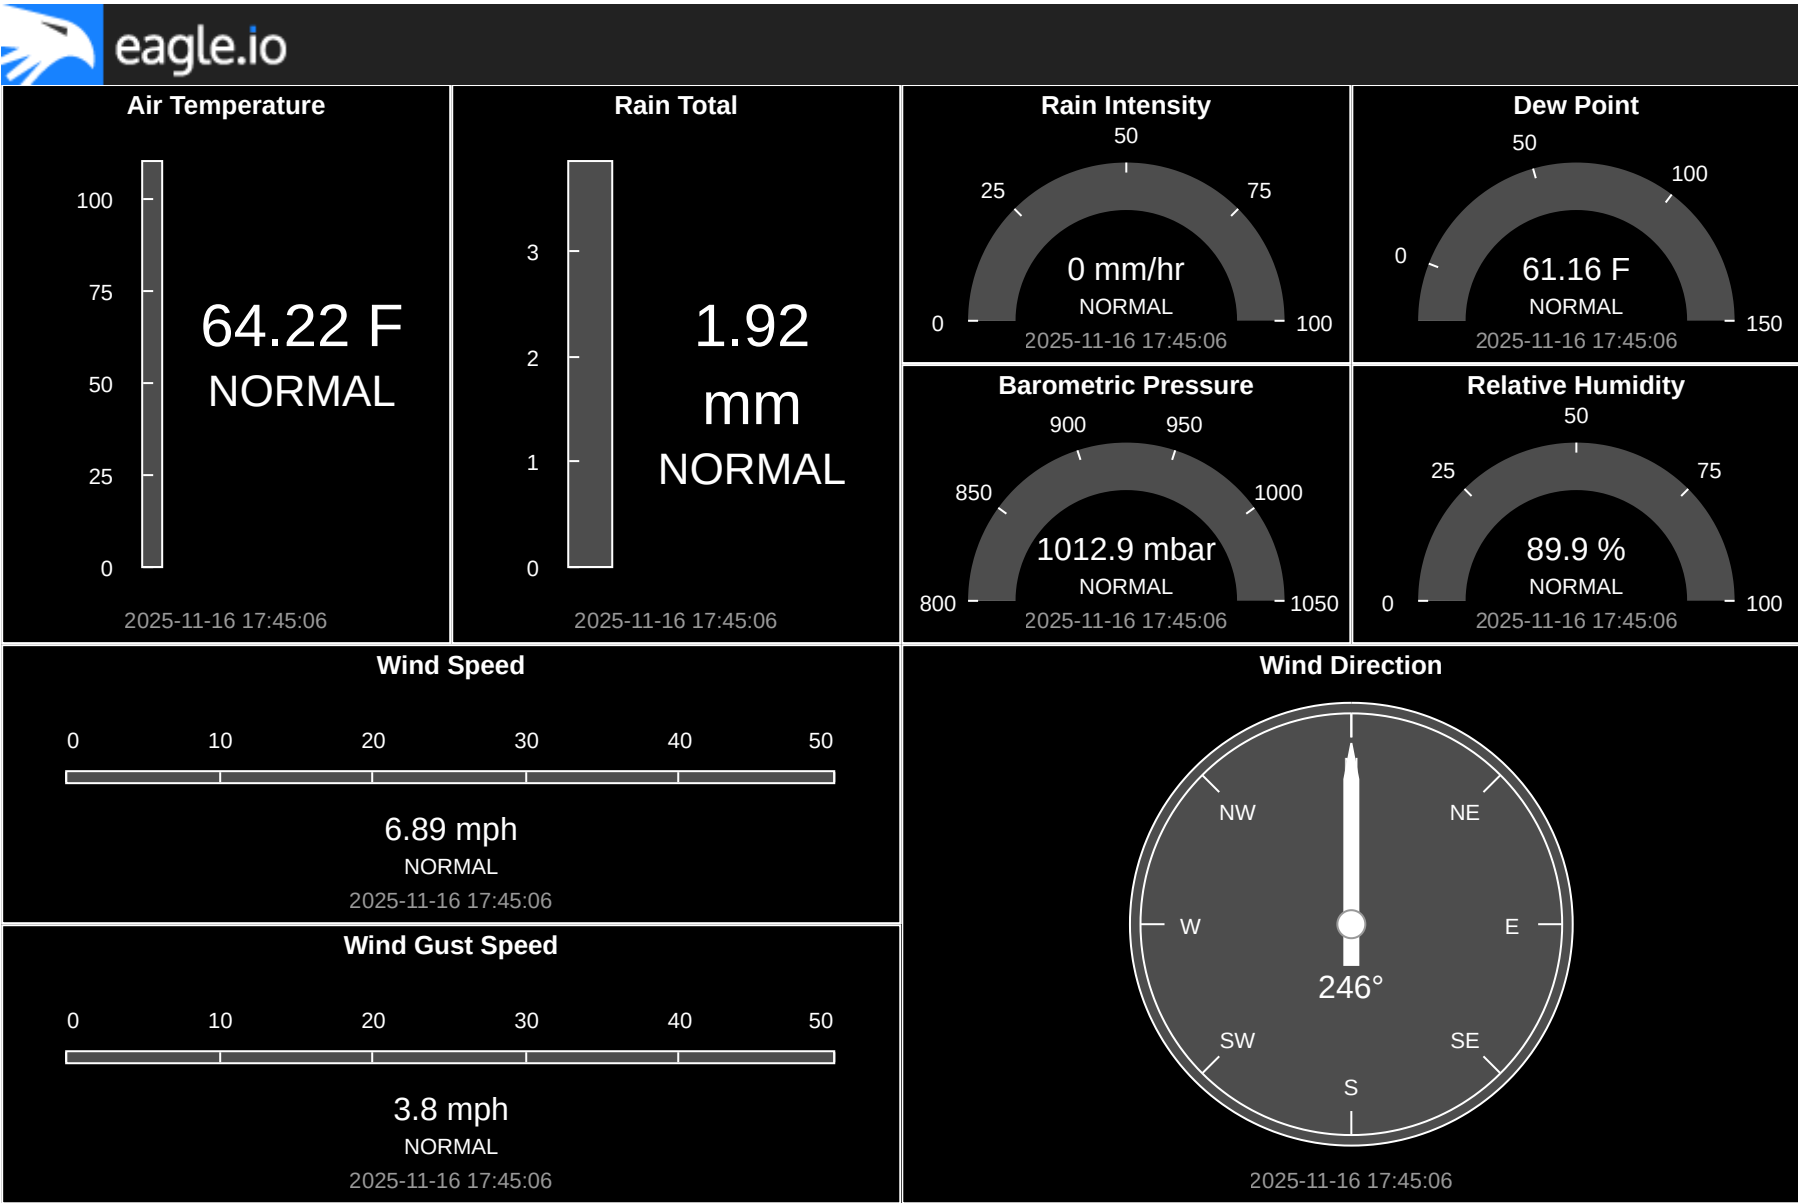 eagle.io
Air Temperature
100
75
50
25
0
64.22 F
NORMAL
2025-11-16 17:45:06
Rain Total
3
2
1
0
1.92
mm
NORMAL
2025-11-16 17:45:06
Rain Intensity
50
25
75
0
100
0 mm/hr
NORMAL
2025-11-16 17:45:06
Dew Point
50
100
0
150
61.16 F
NORMAL
2025-11-16 17:45:06
Barometric Pressure
900
950
850
1000
800
1050
1012.9 mbar
NORMAL
2025-11-16 17:45:06
Relative Humidity
50
25
75
0
100
89.9 %
NORMAL
2025-11-16 17:45:06
Wind Speed
0 10 20 30 40 50
6.89 mph
NORMAL
2025-11-16 17:45:06
Wind Gust Speed
0 10 20 30 40 50
3.8 mph
NORMAL
2025-11-16 17:45:06
Wind Direction
NW NE
W E
246°
SW SE
S
2025-11-16 17:45:06